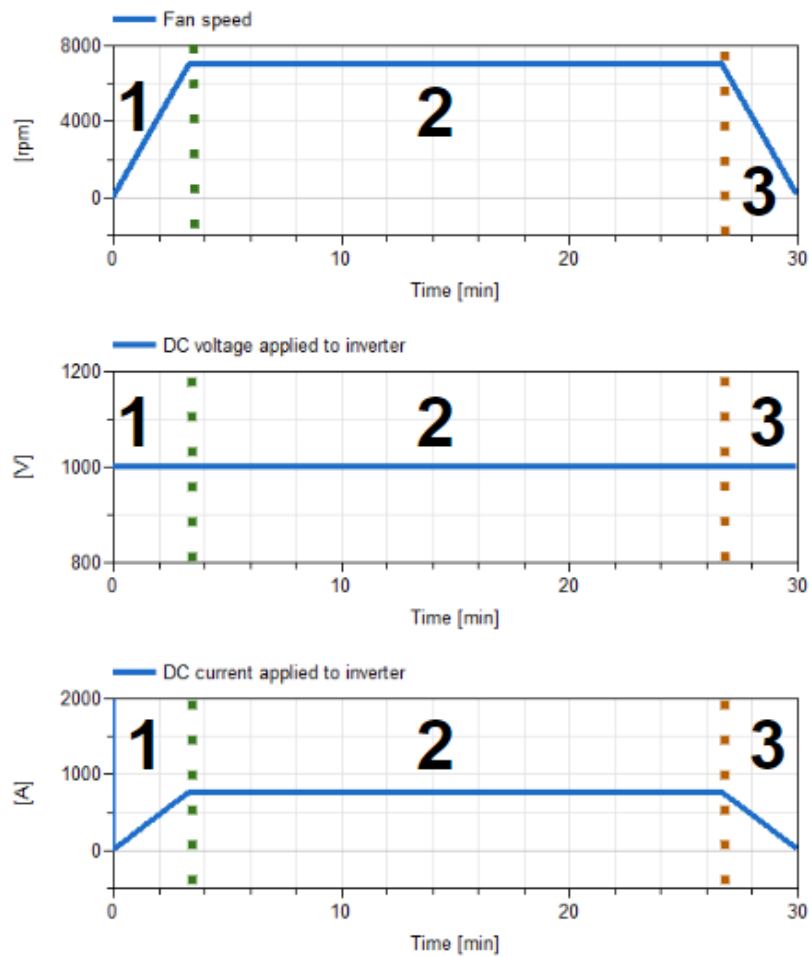 Fan speed
8000
4000
0
[rpm]
1
2
3
0 10 20 30
Time [min]
DC voltage applied to inverter
1200
1000
800
[V]
1 2 3
0 10 20 30
Time [min]
DC current applied to inverter
2000
1000
0
[A]
1 2 3
0 10 20 30
Time [min]